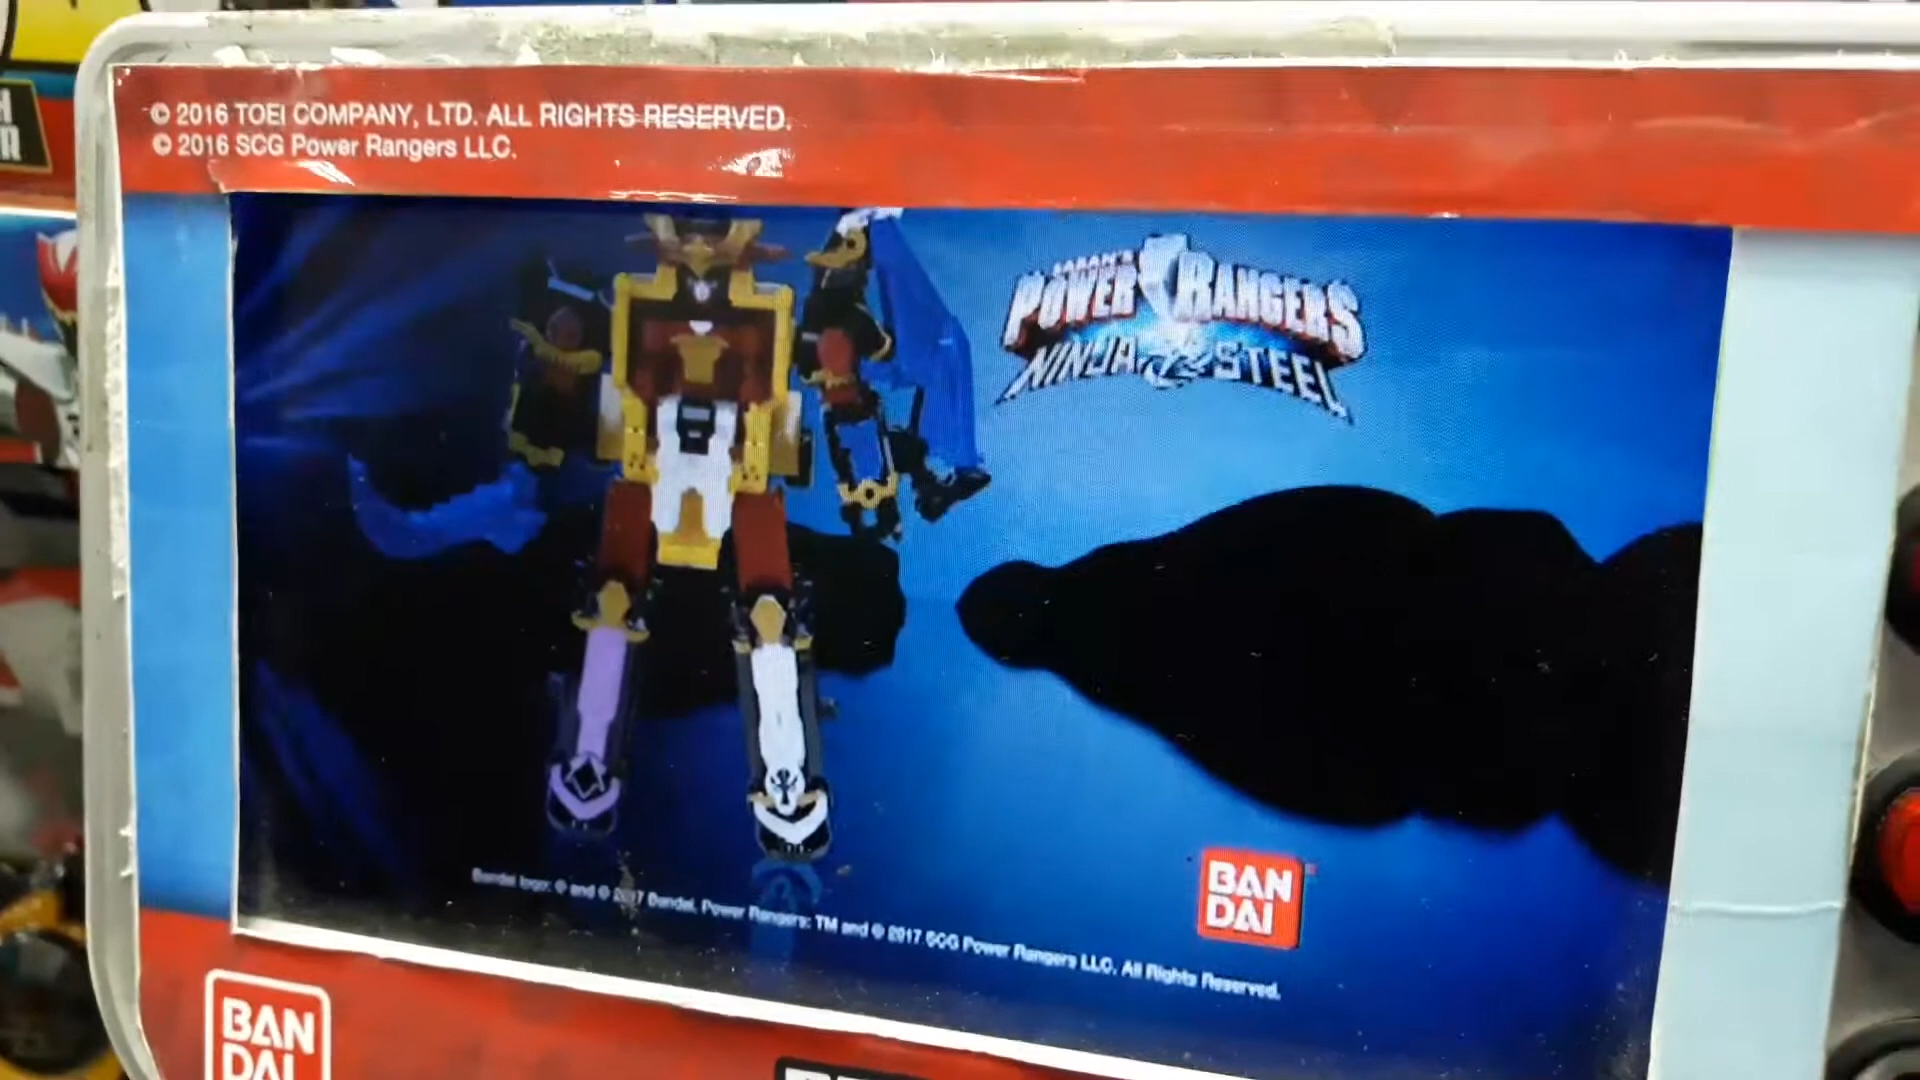 © 2016 TOEI COMPANY, LTD. ALL RIGHTS RESERVED.
© 2016 SCG Power Rangers LLC.
SABAN'S
POWER RANGERS
NINJA STEEL
BAN
DAI
Bandai logo: ® and © 2017 Bandai. Power Rangers: TM and © 2017 SCG Power Rangers LLC. All Rights Reserved.
BAN
DAI